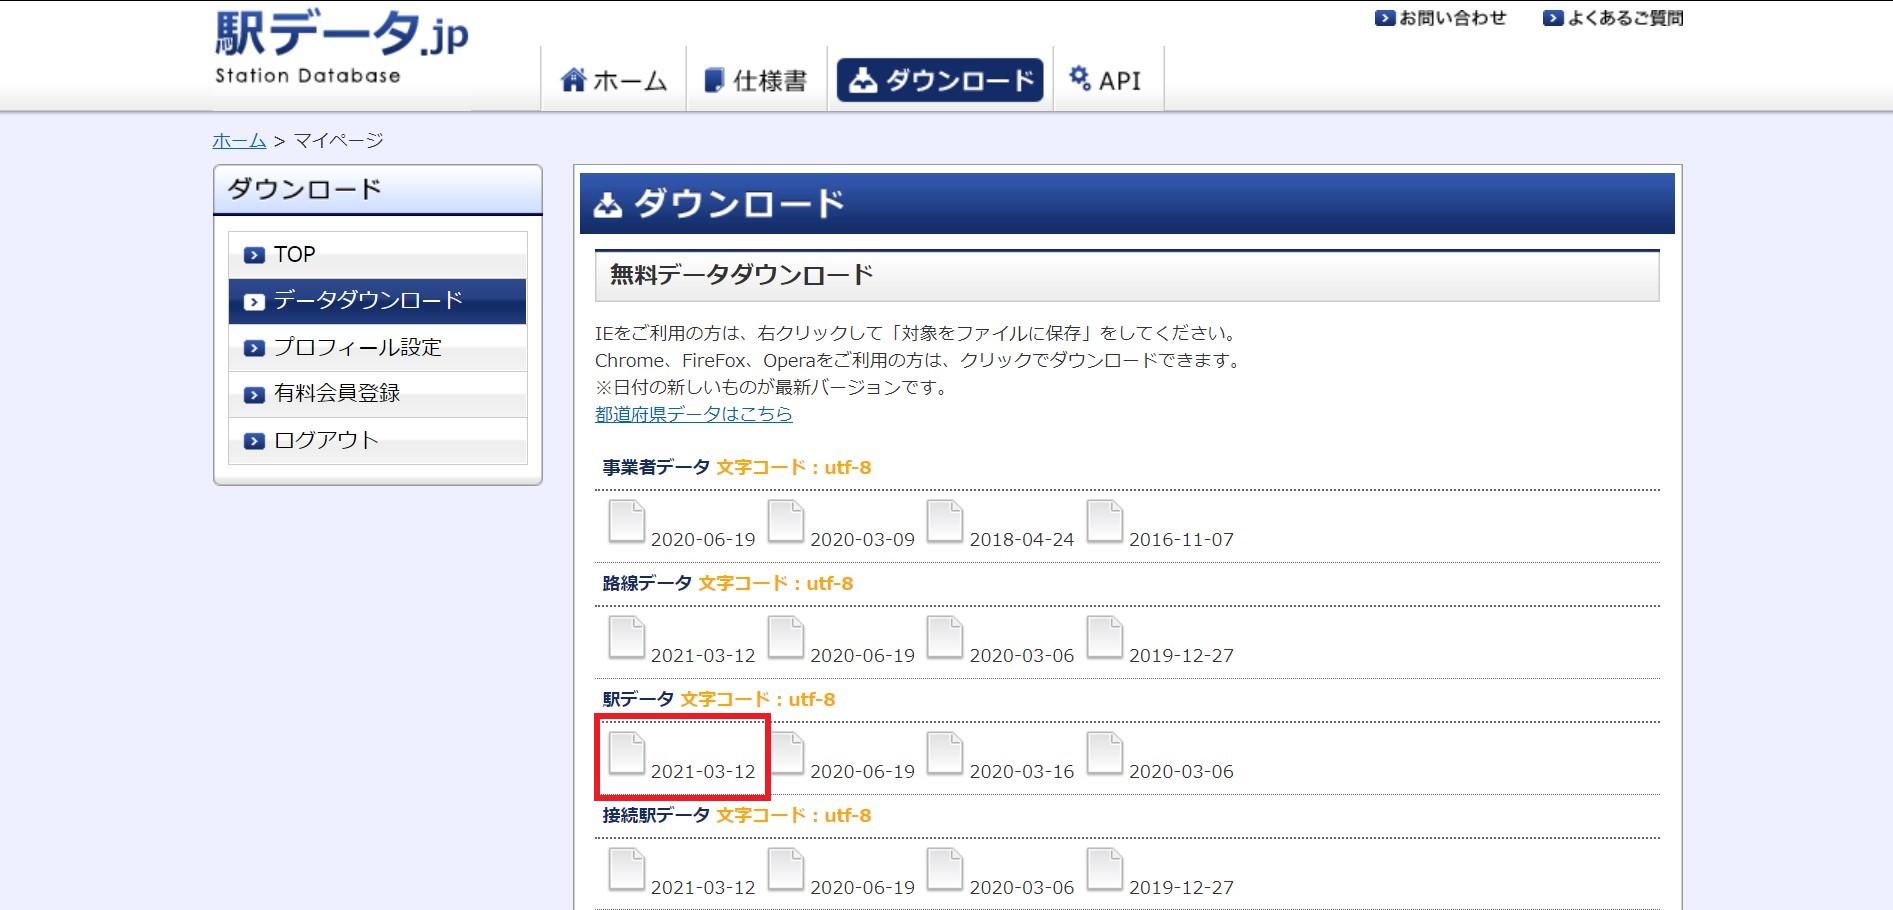 駅データ.jp
Station Database
お問い合わせ
よくあるご質問
ホーム
仕様書
ダウンロード
API
ホーム > マイページ
ダウンロード
TOP
データダウンロード
プロフィール設定
有料会員登録
ログアウト
ダウンロード
無料データダウンロード
IEをご利用の方は、右クリックして「対象をファイルに保存」をしてください。
Chrome、FireFox、Operaをご利用の方は、クリックでダウンロードできます。
※日付の新しいものが最新バージョンです。
都道府県データはこちら
事業者データ 文字コード：utf-8
2020-06-19 2020-03-09 2018-04-24 2016-11-07
路線データ 文字コード：utf-8
2021-03-12 2020-06-19 2020-03-06 2019-12-27
駅データ 文字コード：utf-8
2021-03-12 2020-06-19 2020-03-16 2020-03-06
接続駅データ 文字コード：utf-8
2021-03-12 2020-06-19 2020-03-06 2019-12-27